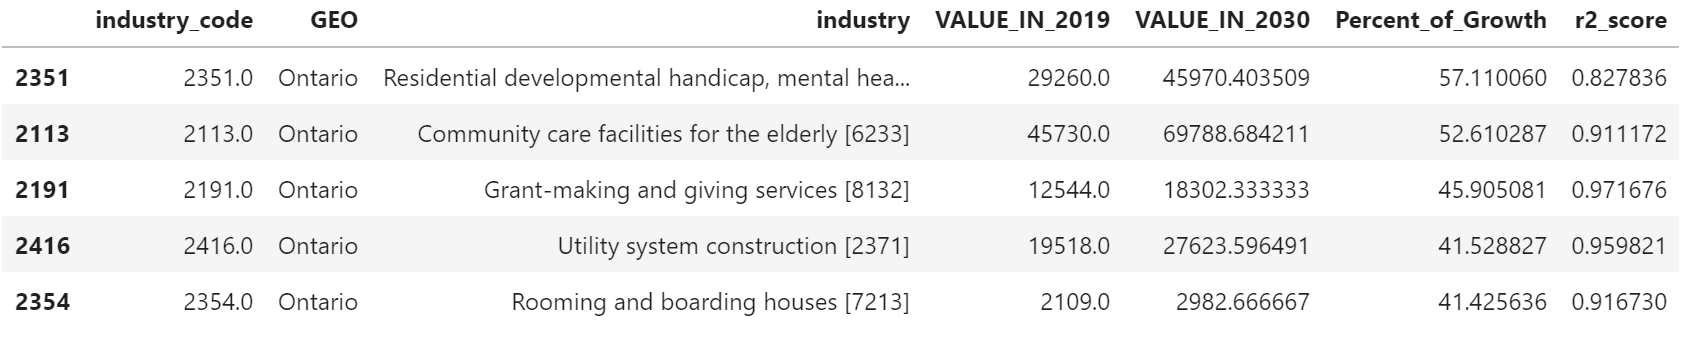 industry_code GEO industry VALUE_IN_2019 VALUE_IN_2030 Percent_of_Growth r2_score
2351 2351.0 Ontario Residential developmental handicap, mental hea... 29260.0 45970.403509 57.110060 0.827836
2113 2113.0 Ontario Community care facilities for the elderly [6233] 45730.0 69788.684211 52.610287 0.911172
2191 2191.0 Ontario Grant-making and giving services [8132] 12544.0 18302.333333 45.905081 0.971676
2416 2416.0 Ontario Utility system construction [2371] 19518.0 27623.596491 41.528827 0.959821
2354 2354.0 Ontario Rooming and boarding houses [7213] 2109.0 2982.666667 41.425636 0.916730